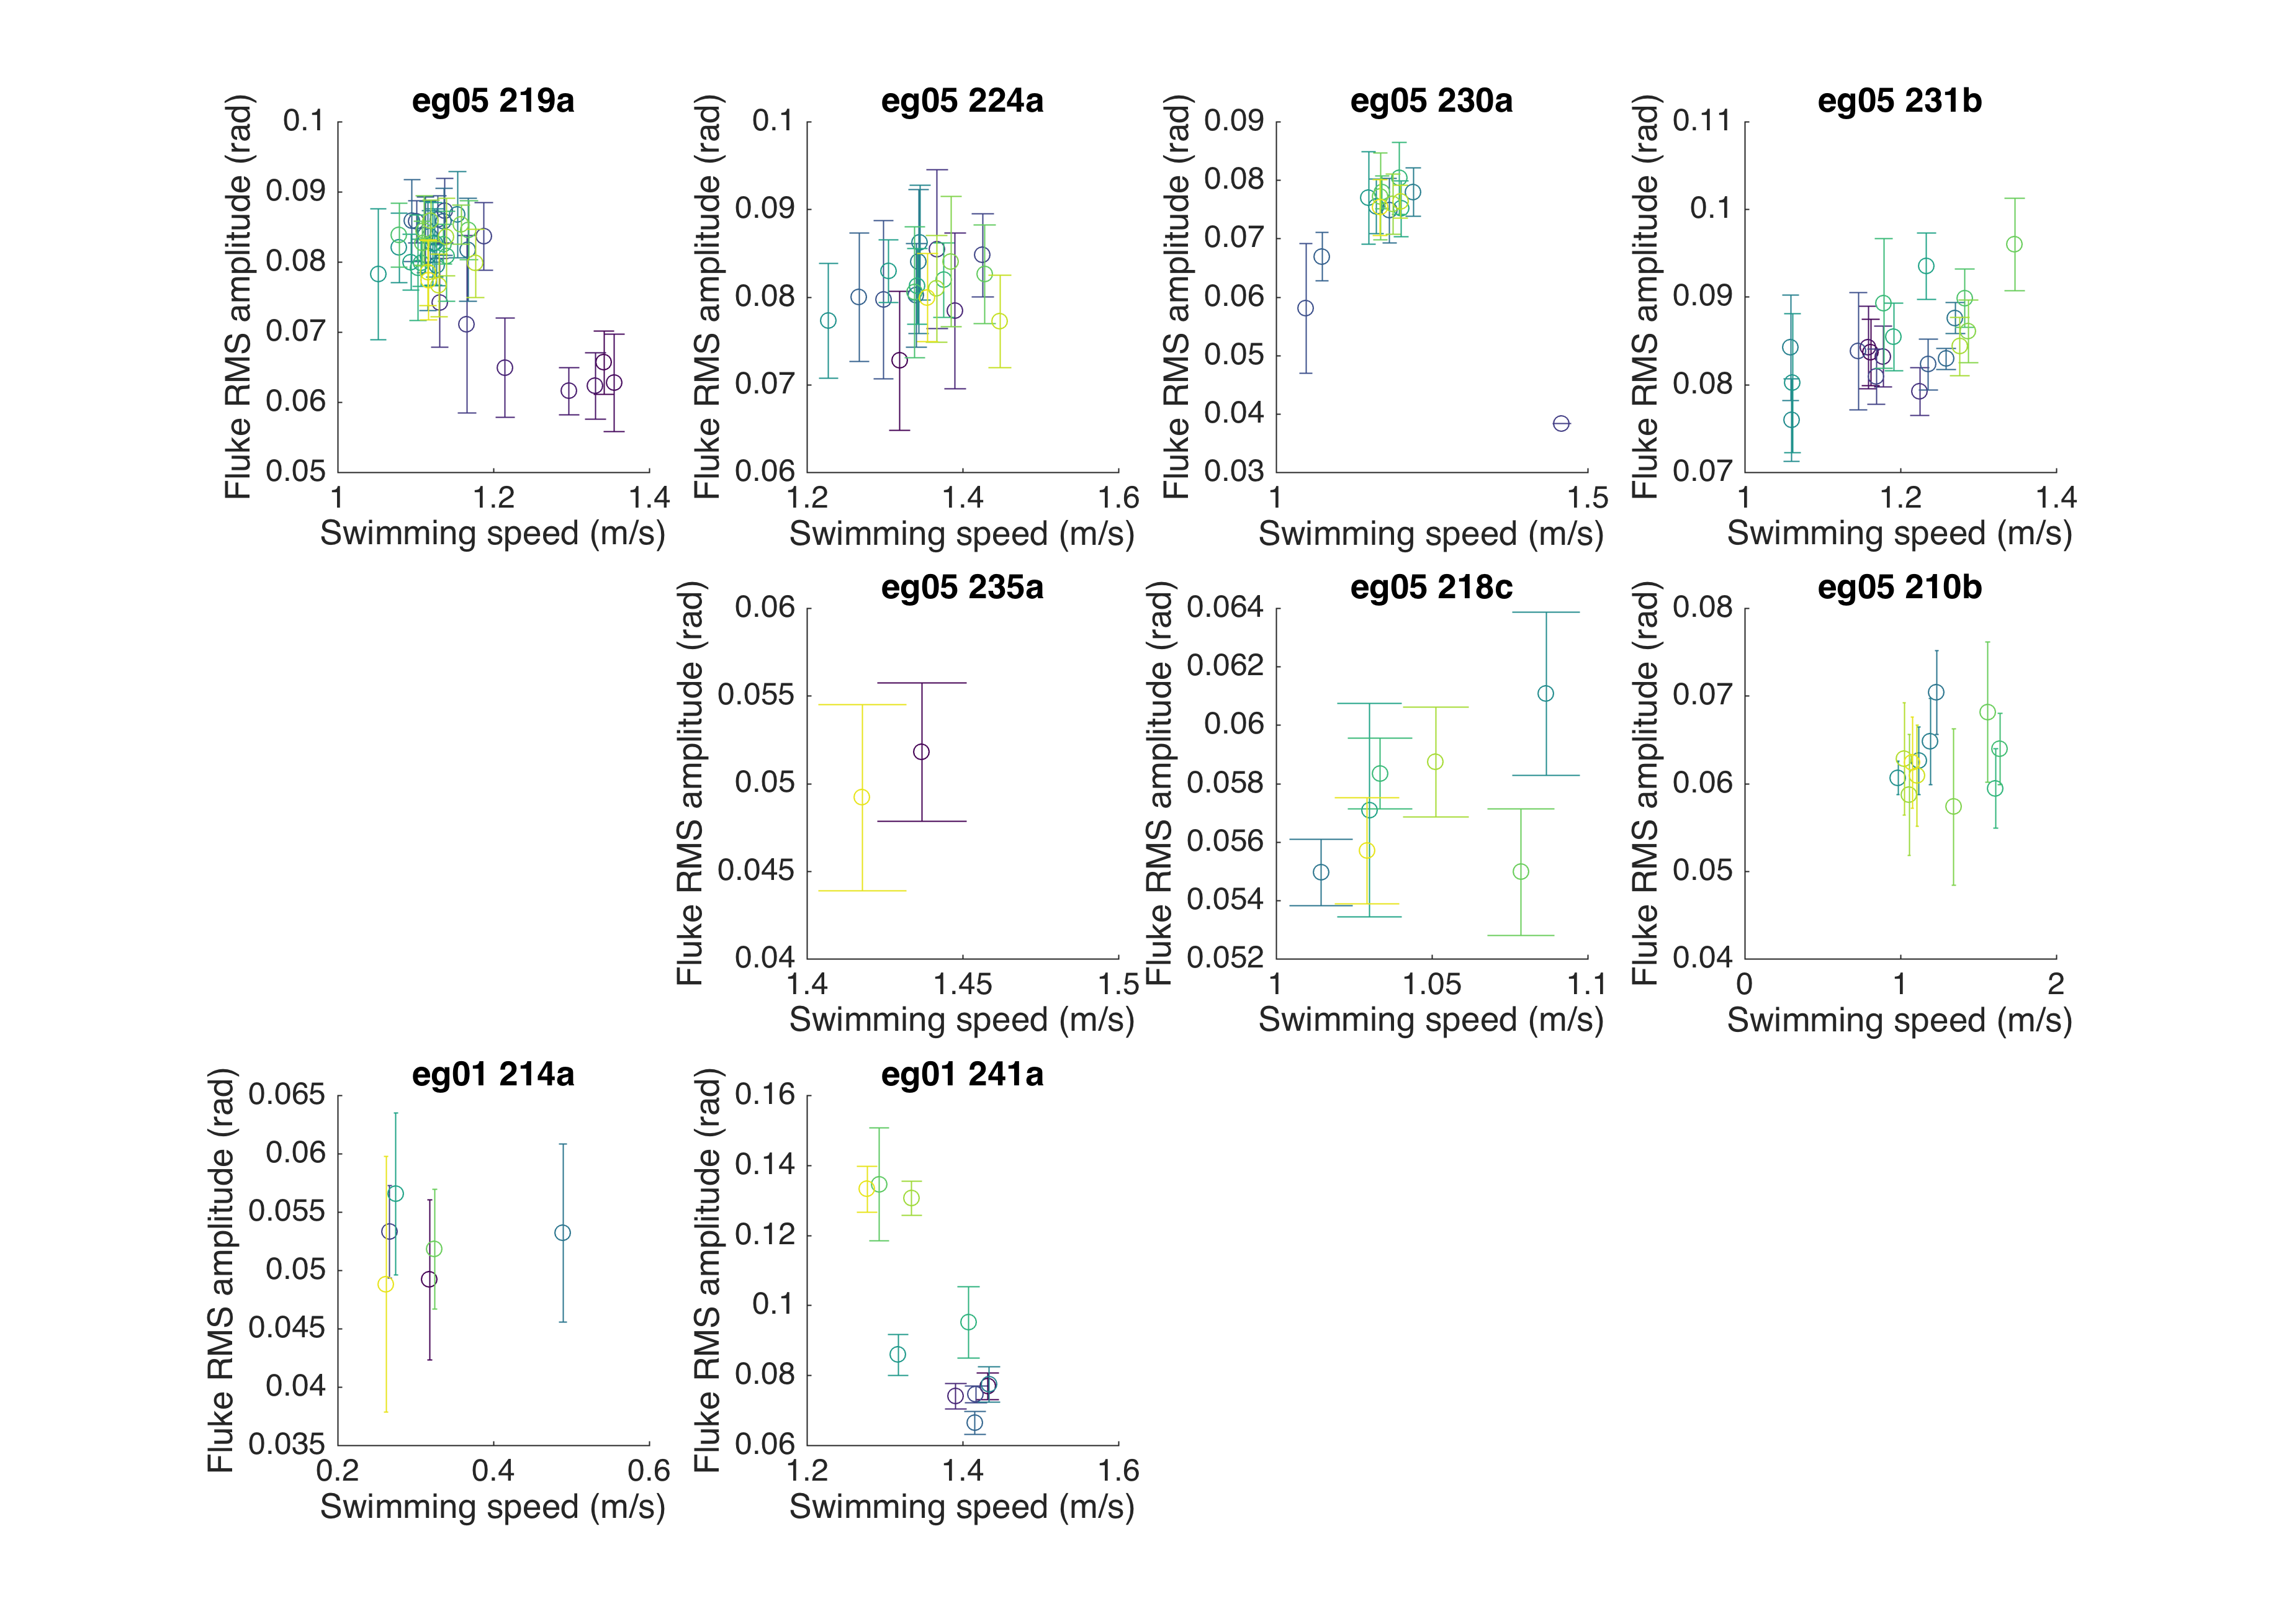 eg05 219a
Fluke RMS amplitude (rad)
0.1
0.09
0.08
0.07
0.06
0.05
1 1.2 1.4
Swimming speed (m/s)
eg05 224a
Fluke RMS amplitude (rad)
0.1
0.09
0.08
0.07
0.06
1.2 1.4 1.6
Swimming speed (m/s)
eg05 230a
Fluke RMS amplitude (rad)
0.09
0.08
0.07
0.06
0.05
0.04
0.03
1 1.5
Swimming speed (m/s)
eg05 231b
Fluke RMS amplitude (rad)
0.11
0.1
0.09
0.08
0.07
1 1.2 1.4
Swimming speed (m/s)
eg05 235a
Fluke RMS amplitude (rad)
0.06
0.055
0.05
0.045
0.04
1.4 1.45 1.5
Swimming speed (m/s)
eg05 218c
Fluke RMS amplitude (rad)
0.064
0.062
0.06
0.058
0.056
0.054
0.052
1 1.05 1.1
Swimming speed (m/s)
eg05 210b
Fluke RMS amplitude (rad)
0.08
0.07
0.06
0.05
0.04
0 1 2
Swimming speed (m/s)
eg01 214a
Fluke RMS amplitude (rad)
0.065
0.06
0.055
0.05
0.045
0.04
0.035
0.2 0.4 0.6
Swimming speed (m/s)
eg01 241a
Fluke RMS amplitude (rad)
0.16
0.14
0.12
0.1
0.08
0.06
1.2 1.4 1.6
Swimming speed (m/s)